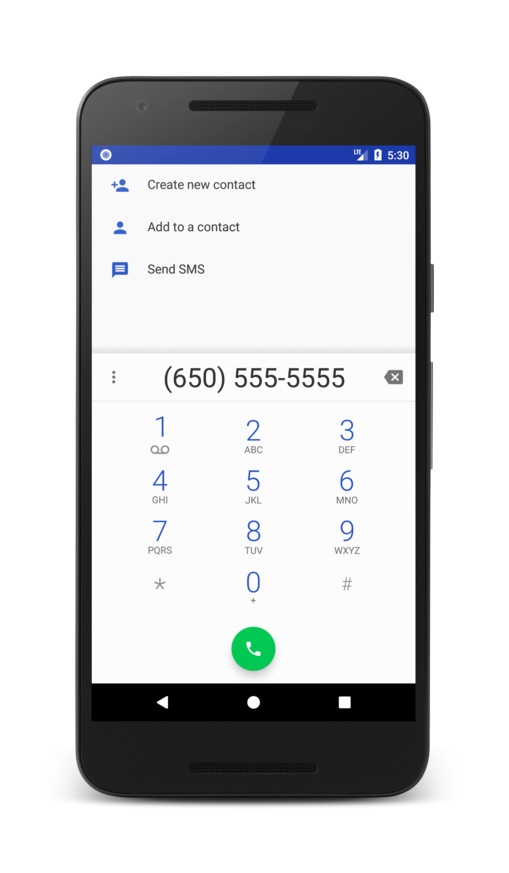 LTE 5:30
Create new contact
Add to a contact
Send SMS
(650) 555-5555
1 2 3
ABC DEF
4 5 6
GHI JKL MNO
7 8 9
PQRS TUV WXYZ
* 0 #
+